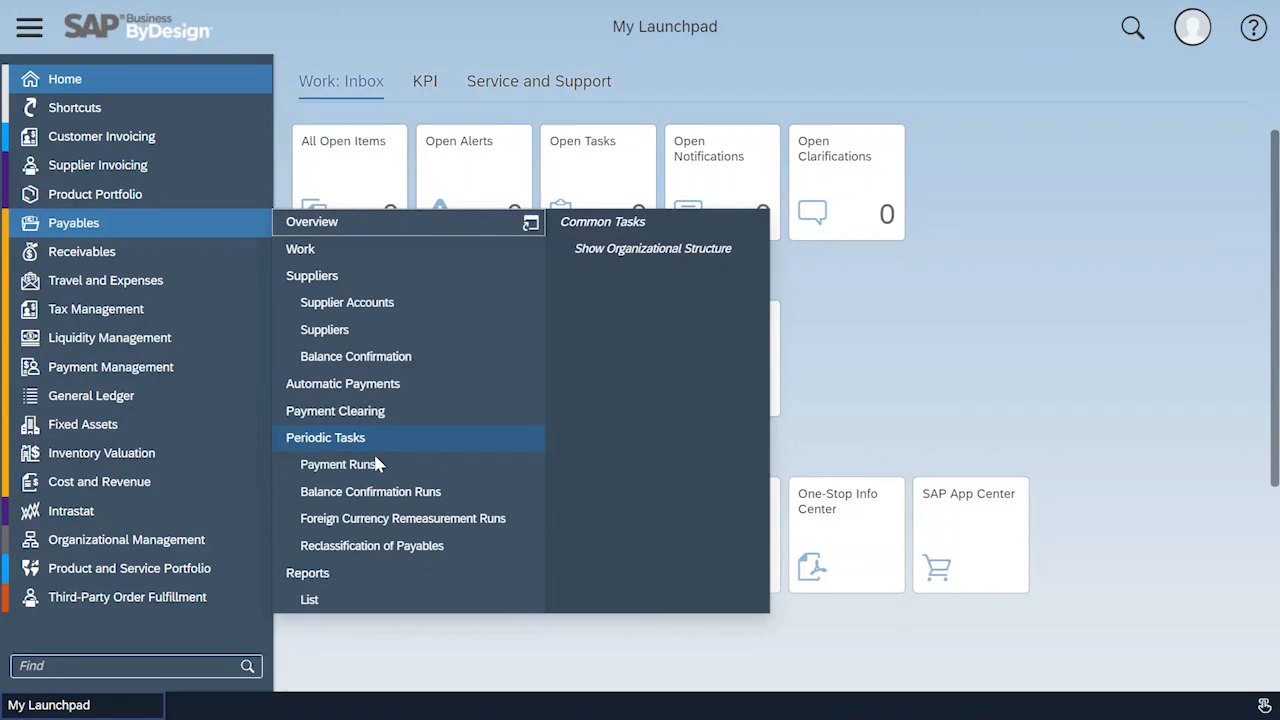 SAP Business
ByDesign
My Launchpad
Home
Shortcuts
Customer Invoicing
Supplier Invoicing
Product Portfolio
Payables
Receivables
Travel and Expenses
Tax Management
Liquidity Management
Payment Management
General Ledger
Fixed Assets
Inventory Valuation
Cost and Revenue
Intrastat
Organizational Management
Product and Service Portfolio
Third-Party Order Fulfillment
Find
My Launchpad
Work: Inbox KPI Service and Support
All Open Items
Open Alerts
Open Tasks
Open
Notifications
Open
Clarifications
0
Overview
Work
Suppliers
Supplier Accounts
Suppliers
Balance Confirmation
Automatic Payments
Payment Clearing
Periodic Tasks
Payment Runs
Balance Confirmation Runs
Foreign Currency Remeasurement Runs
Reclassification of Payables
Reports
List
Common Tasks
Show Organizational Structure
One-Stop Info
Center
SAP App Center